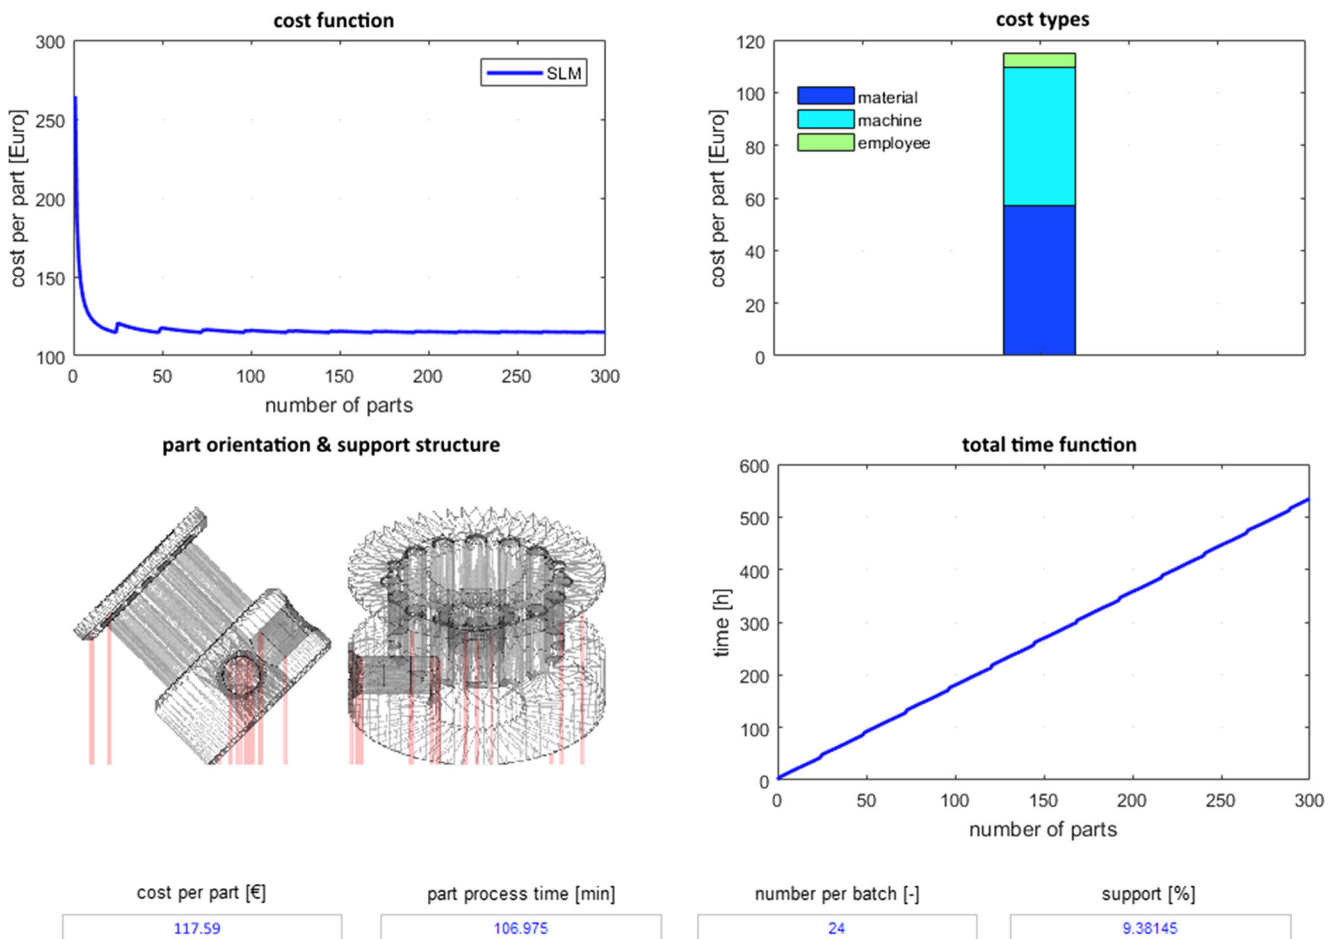 cost function
300
250
200
150
100
cost per part [Euro]
SLM
0
50
100
150
200
250
300
number of parts
cost types
120
100
80
60
40
20
0
cost per part [Euro]
material
machine
employee
part orientation & support structure
total time function
600
500
400
300
200
100
0
time [h]
0
50
100
150
200
250
300
number of parts
cost per part [€]
part process time [min]
number per batch [-]
support [%]
117.59
106.975
24
9.38145